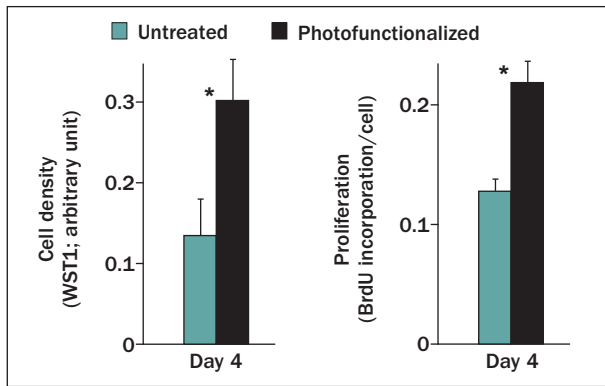 Untreated Photofunctionalized
Cell density
(WST1; arbitrary unit)
0.3
0.2
0.1
0
*
Day 4
Proliferation
(BrdU incorporation/cell)
0.2
0.1
0
*
Day 4